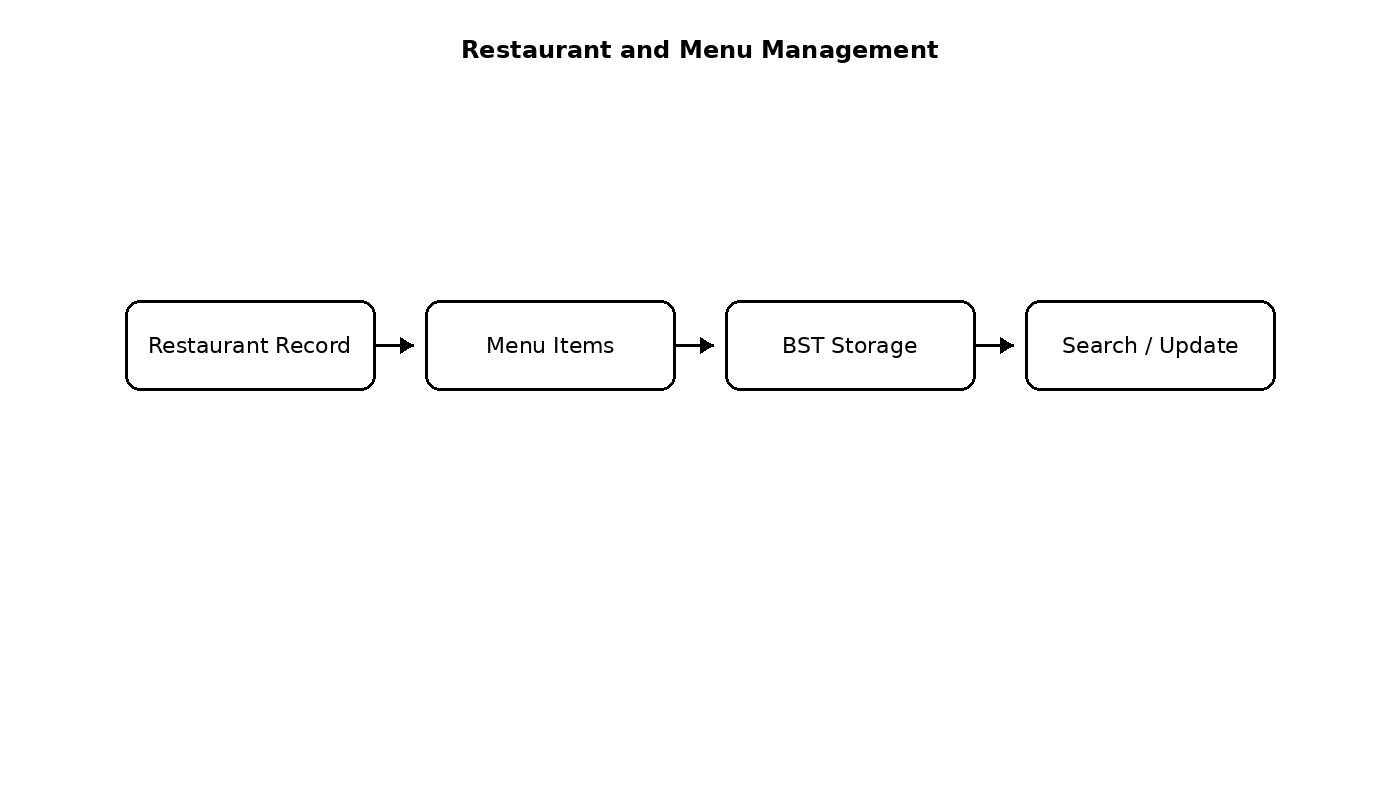 Restaurant and Menu Management
Restaurant Record
Menu Items
BST Storage
Search / Update